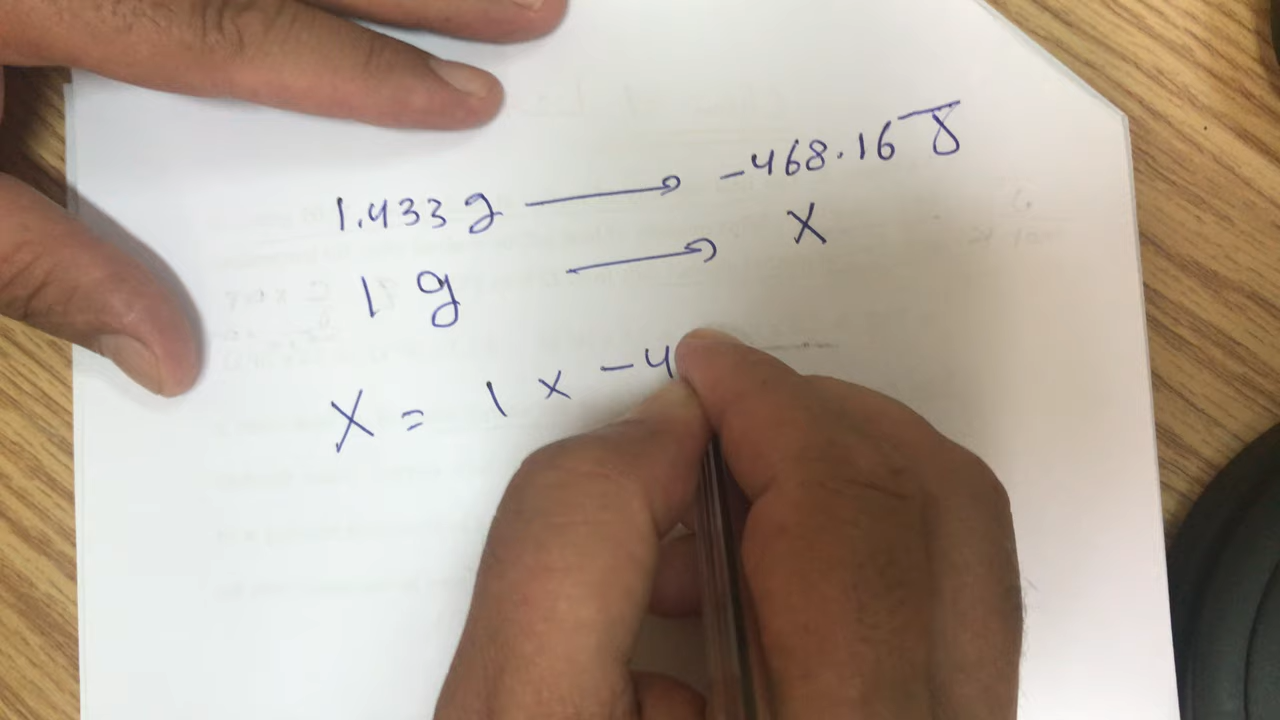 1.433 g → -468.16 J
1 g → X
X = 1 x -4